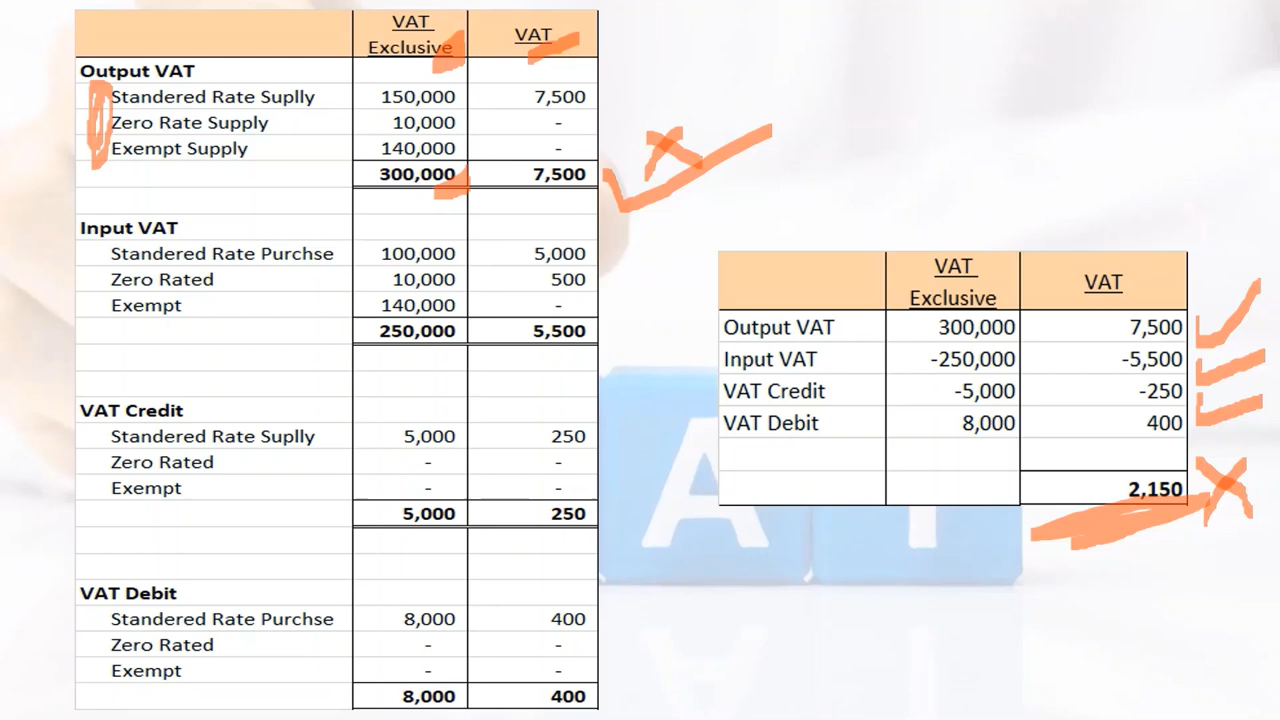 VAT
Exclusive VAT
Output VAT
Standered Rate Suplly 150,000 7,500
Zero Rate Supply 10,000 -
Exempt Supply 140,000 -
300,000 7,500
Input VAT
Standered Rate Purchse 100,000 5,000
Zero Rated 10,000 500
Exempt 140,000 -
250,000 5,500
VAT Credit
Standered Rate Suplly 5,000 250
Zero Rated - -
Exempt - -
5,000 250
VAT Debit
Standered Rate Purchse 8,000 400
Zero Rated - -
Exempt - -
8,000 400
VAT
Exclusive VAT
Output VAT 300,000 7,500
Input VAT -250,000 -5,500
VAT Credit -5,000 -250
VAT Debit 8,000 400
2,150
A T